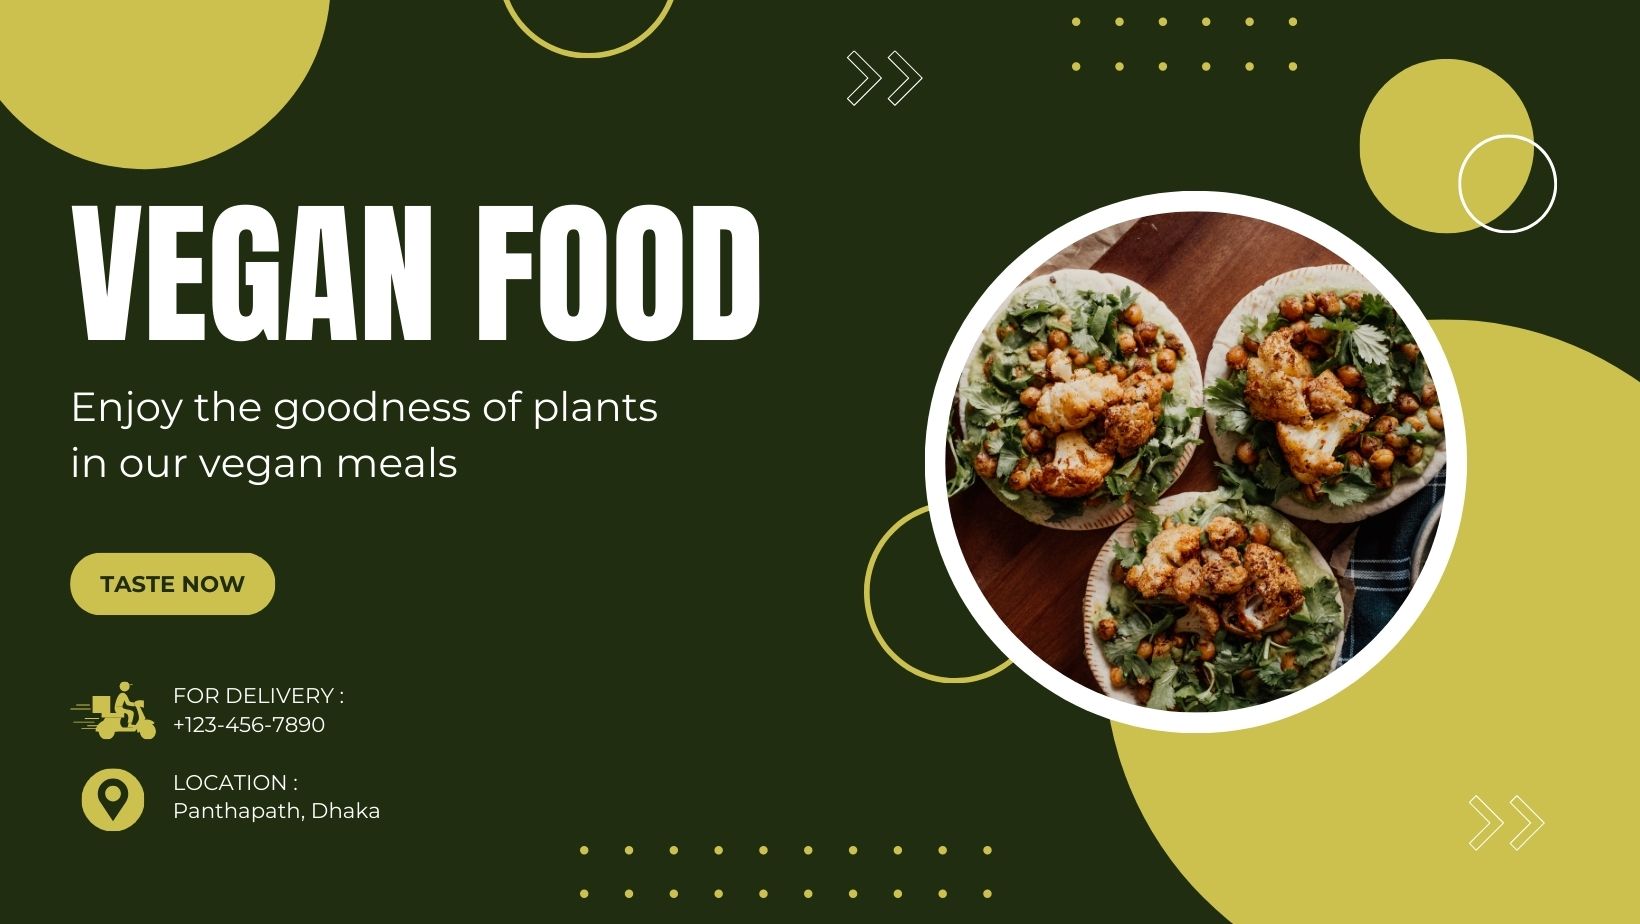 VEGAN FOOD
Enjoy the goodness of plants
in our vegan meals
TASTE NOW
FOR DELIVERY :
+123-456-7890
LOCATION :
Panthapath, Dhaka